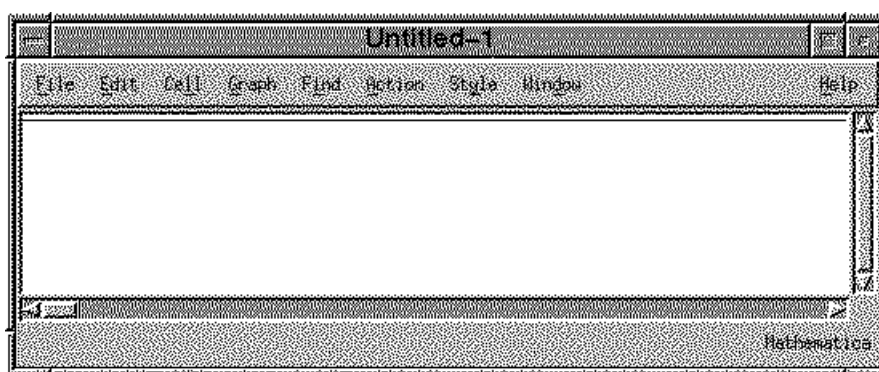 Untitled-1
File Edit Cell Graph Find Action Style Window Help
Mathematica